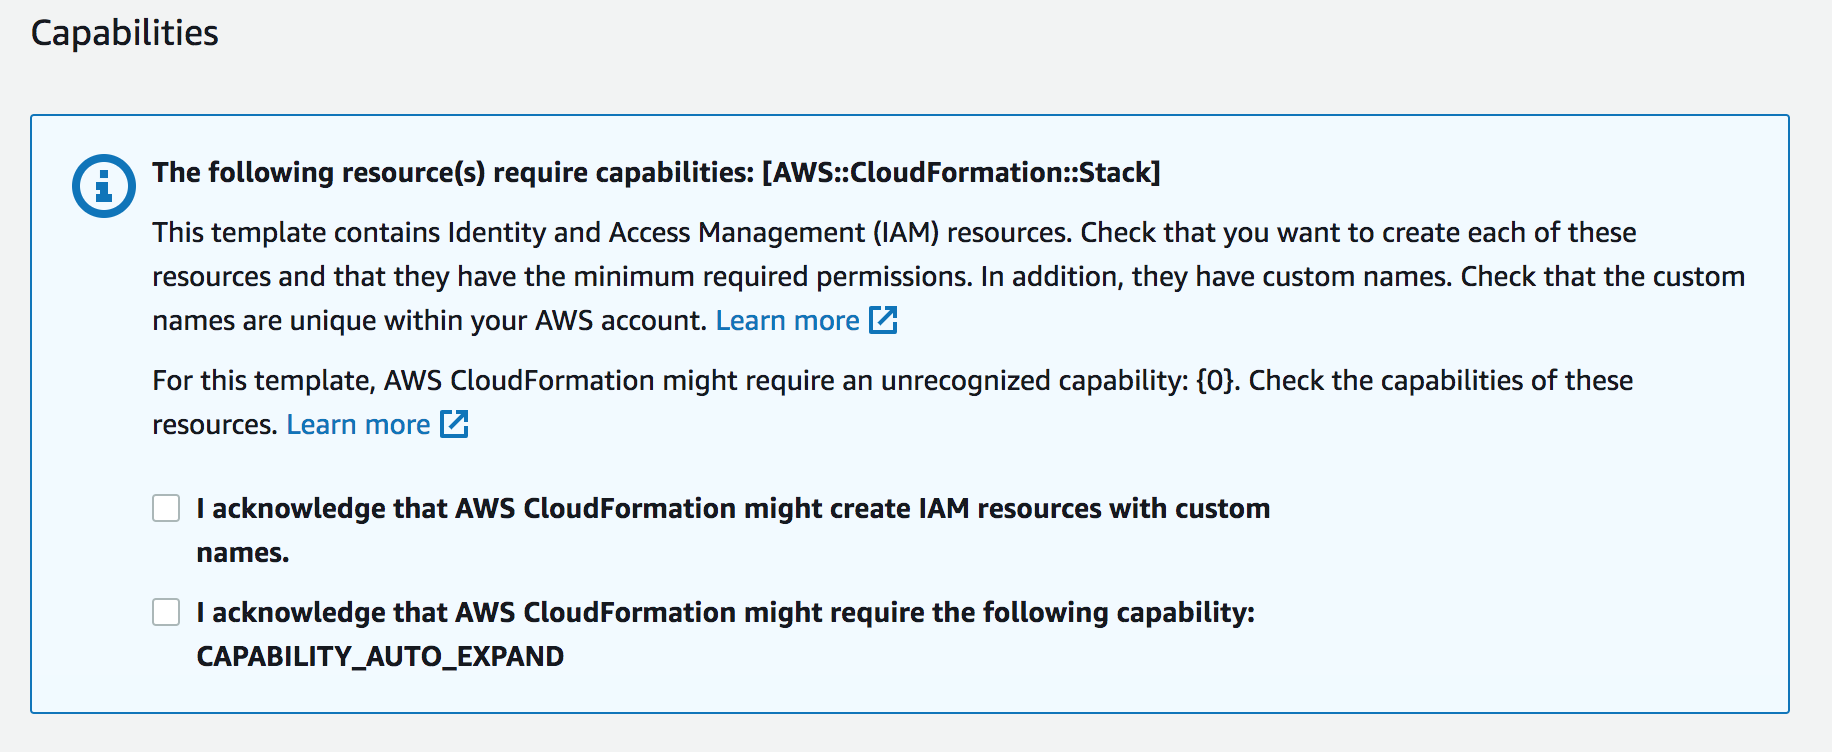 Capabilities
The following resource(s) require capabilities: [AWS::CloudFormation::Stack]
This template contains Identity and Access Management (IAM) resources. Check that you want to create each of these
resources and that they have the minimum required permissions. In addition, they have custom names. Check that the custom
names are unique within your AWS account. Learn more
For this template, AWS CloudFormation might require an unrecognized capability: {0}. Check the capabilities of these
resources. Learn more
I acknowledge that AWS CloudFormation might create IAM resources with custom
names.
I acknowledge that AWS CloudFormation might require the following capability:
CAPABILITY_AUTO_EXPAND